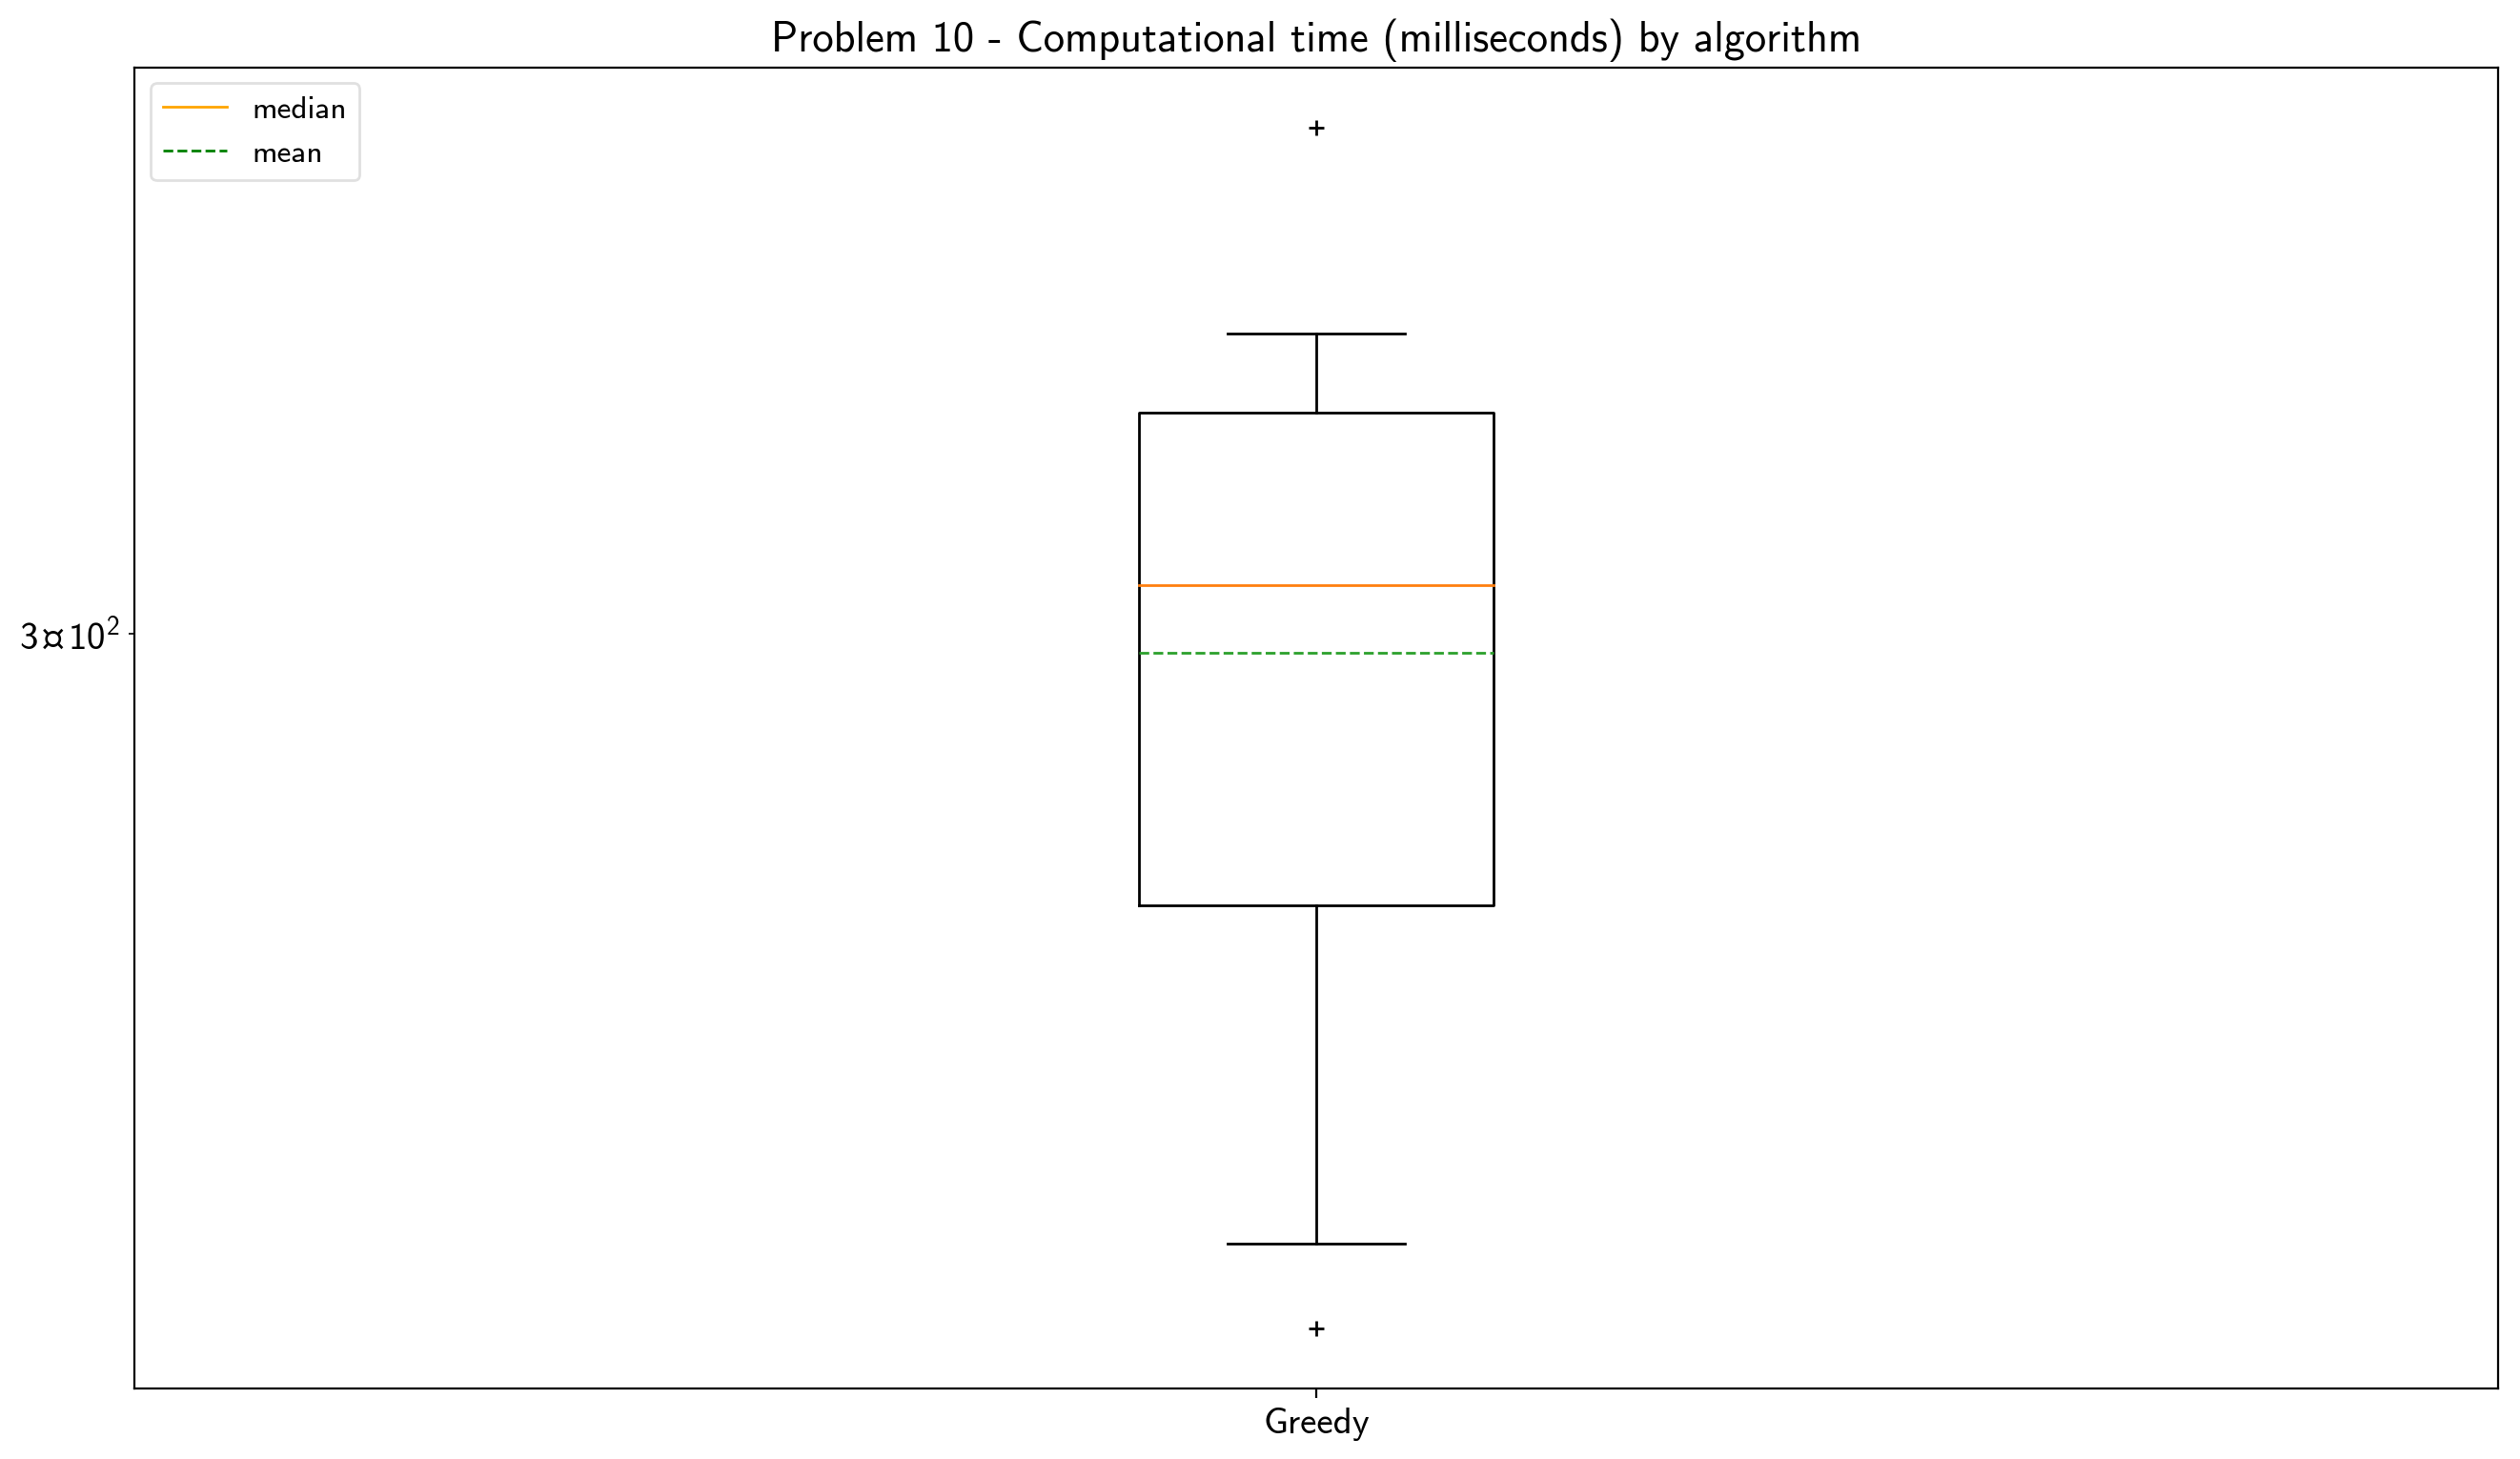 Problem 10 - Computational time (milliseconds) by algorithm
median
mean
3¤10²
Greedy